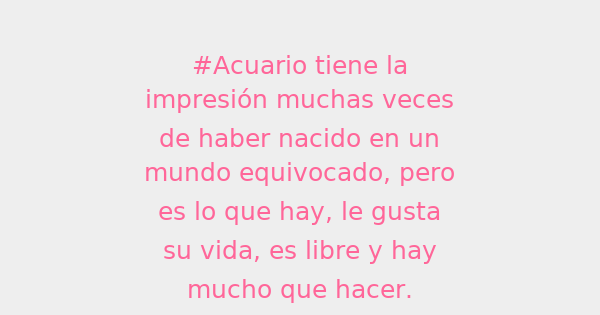 #Acuario tiene la
impresión muchas veces
de haber nacido en un
mundo equivocado, pero
es lo que hay, le gusta
su vida, es libre y hay
mucho que hacer.